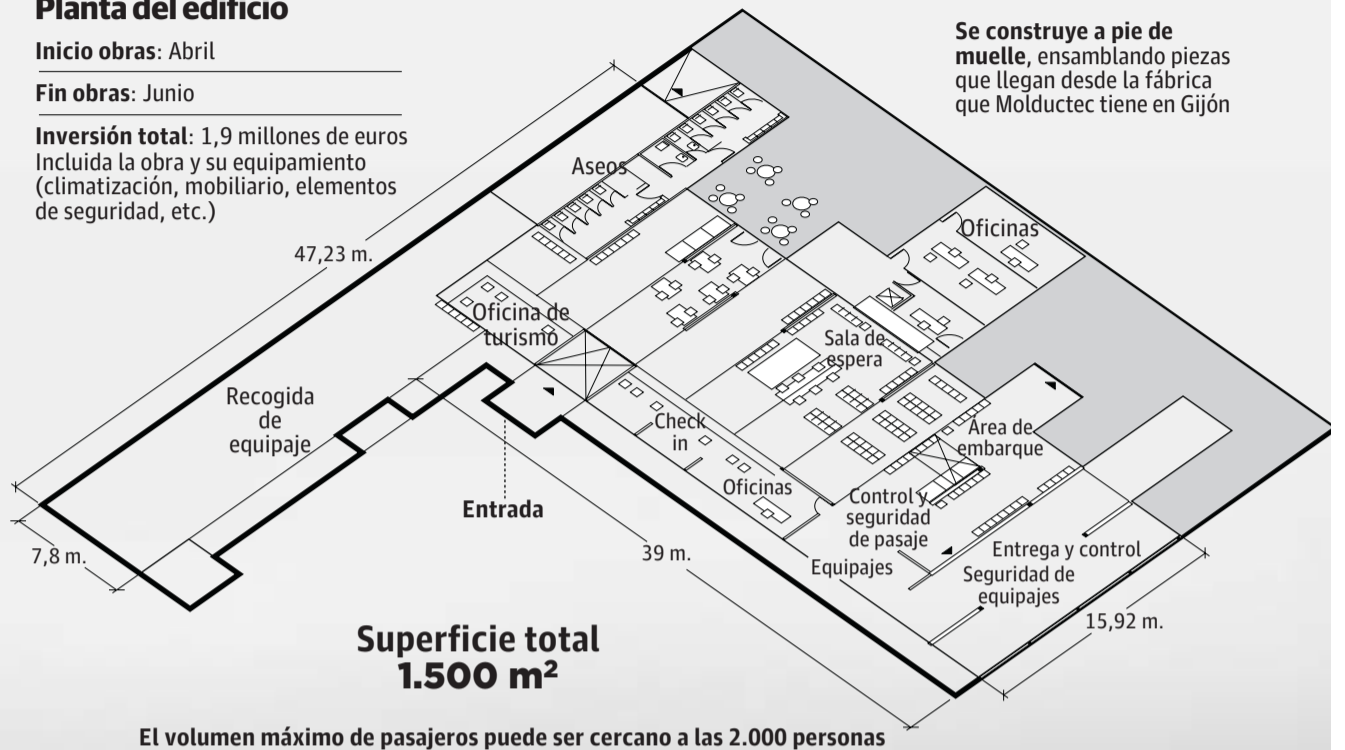 Planta del edificio
Inicio obras: Abril
Fin obras: Junio
Inversión total: 1,9 millones de euros
Incluida la obra y su equipamiento
(climatización, mobiliario, elementos
de seguridad, etc.)
Se construye a pie de
muelle, ensamblando piezas
que llegan desde la fábrica
que Molductec tiene en Gijón
Aseos
Oficinas
47,23 m.
Oficina de
turismo
Sala de
espera
Recogida
de
equipaje
Check
in
Área de
embarque
Oficinas
Control y
seguridad
de pasaje
Entrada
7,8 m.
39 m.
Equipajes
Entrega y control
Seguridad de
equipajes
15,92 m.
Superficie total
1.500 m²
El volumen máximo de pasajeros puede ser cercano a las 2.000 personas